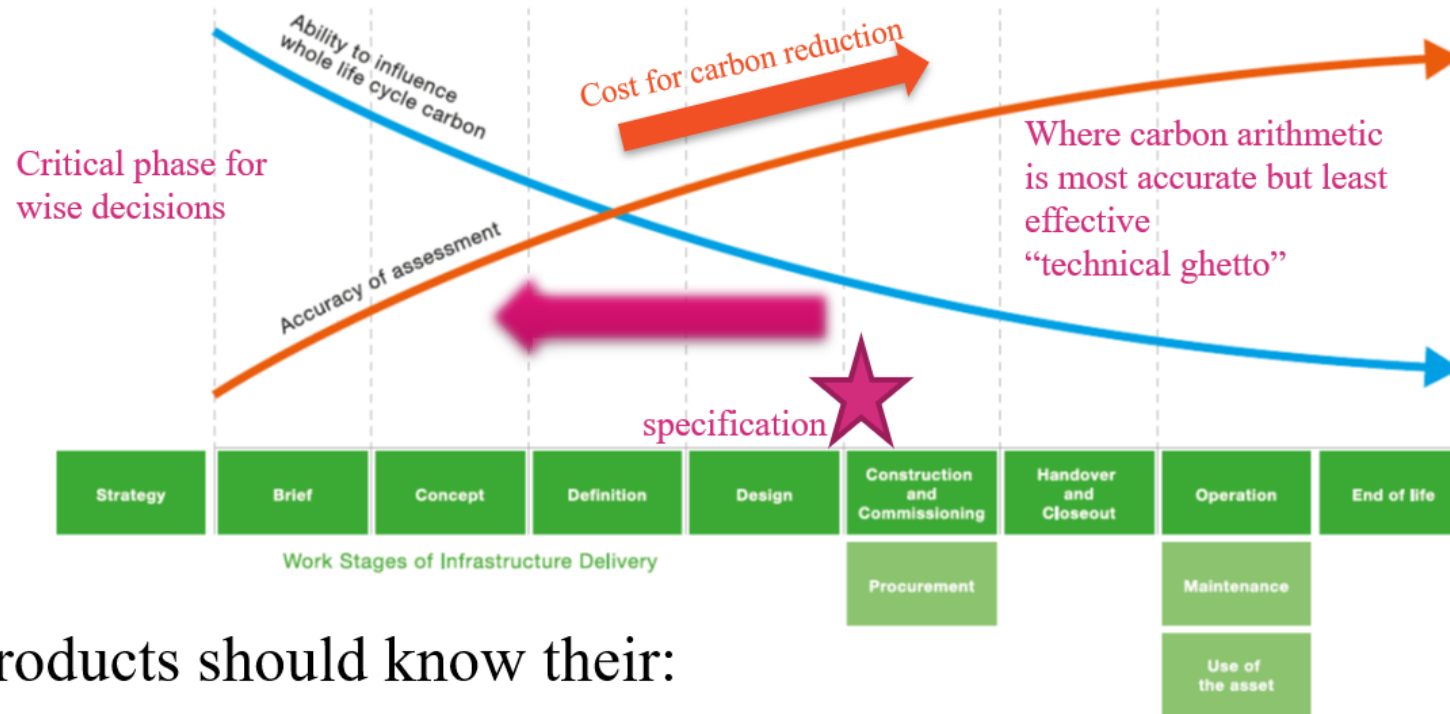 Ability to influence
whole life cycle carbon
Cost for carbon reduction
Critical phase for
wise decisions
Where carbon arithmetic
is most accurate but least
effective
“technical ghetto”
Accuracy of assessment
specification
Strategy
Brief
Concept
Definition
Design
Construction
and
Commissioning
Handover
and
Closeout
Operation
End of life
Work Stages of Infrastructure Delivery
Procurement
Maintenance
Use of
the asset
roducts should know their: